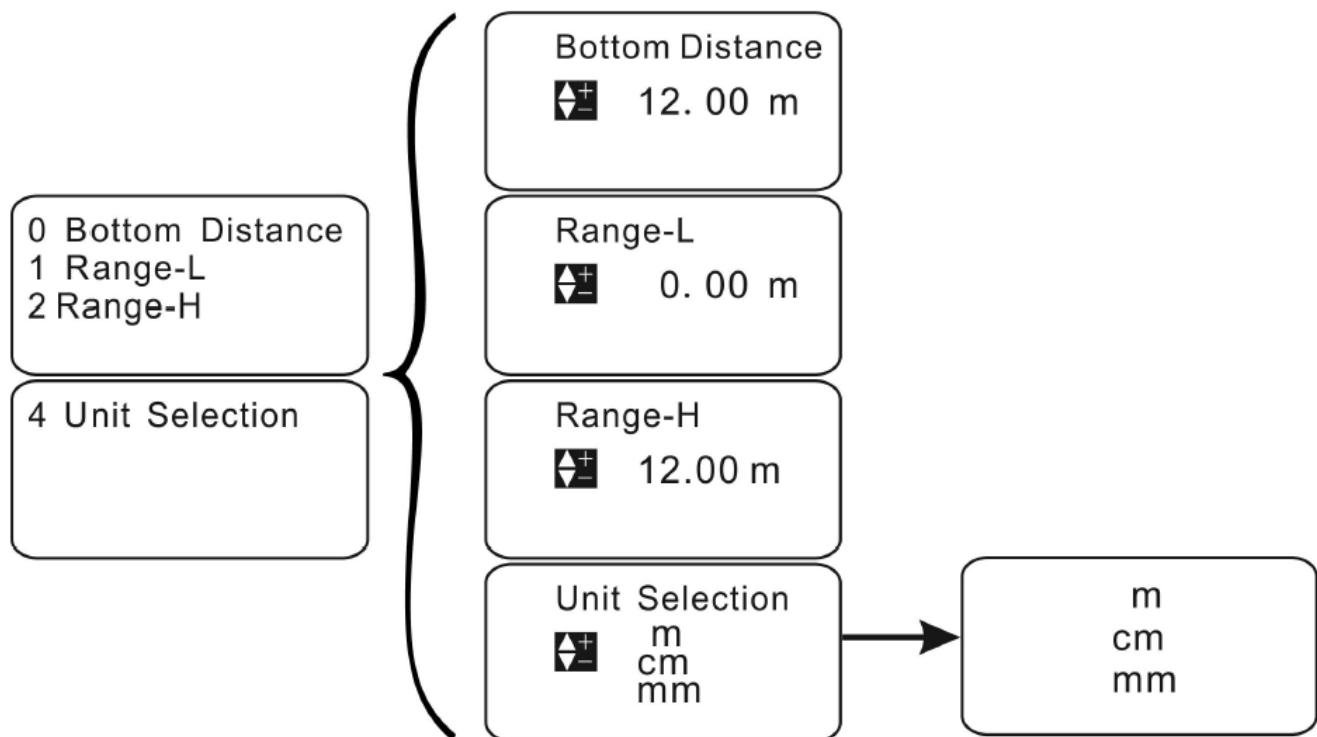 0 Bottom Distance
1 Range-L
2 Range-H
4 Unit Selection
Bottom Distance
+
− 12. 00 m
Range-L
+
− 0. 00 m
Range-H
+
− 12.00 m
Unit Selection
m
+
− cm
mm
m
cm
mm